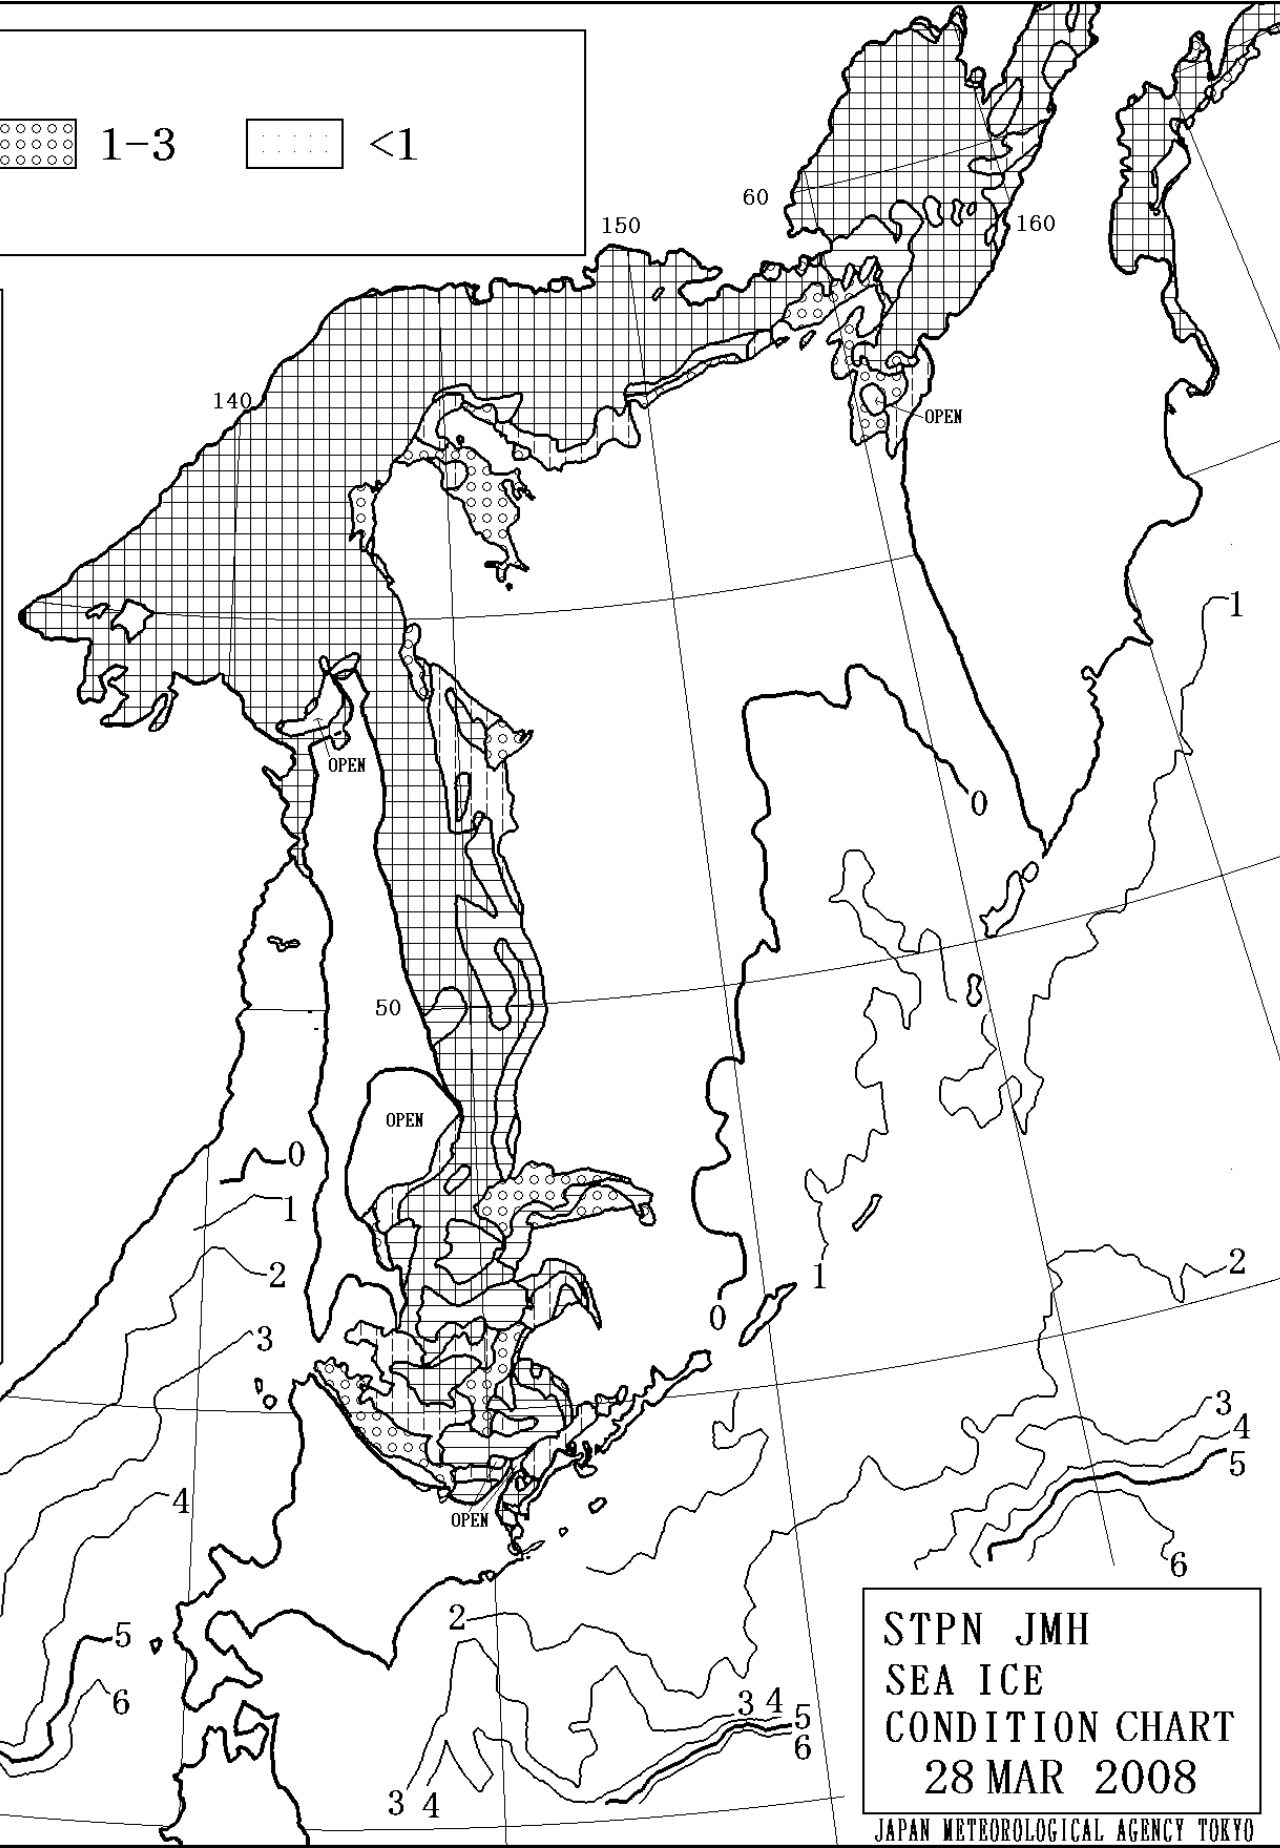 1-3 <1
150
60
160
140
OPEN
1
OPEN
0
50
OPEN
0
1
2
1
2
0
3
3
4
5
4
OPEN
6
5
2
6
3 4 5
6
3 4
STPN JMH
SEA ICE
CONDITION CHART
28 MAR 2008
JAPAN METEOROLOGICAL AGENCY TOKYO